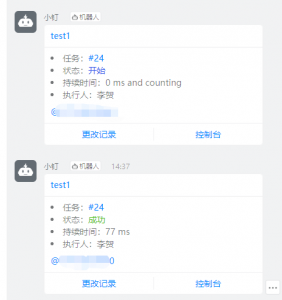 小钉 机器人
test1
任务：#24
状态：开始
持续时间：0 ms and counting
执行人：李贺
@
更改记录 控制台
小钉 机器人 14:37
test1
任务：#24
状态：成功
持续时间：77 ms
执行人：李贺
@ 0
更改记录 控制台